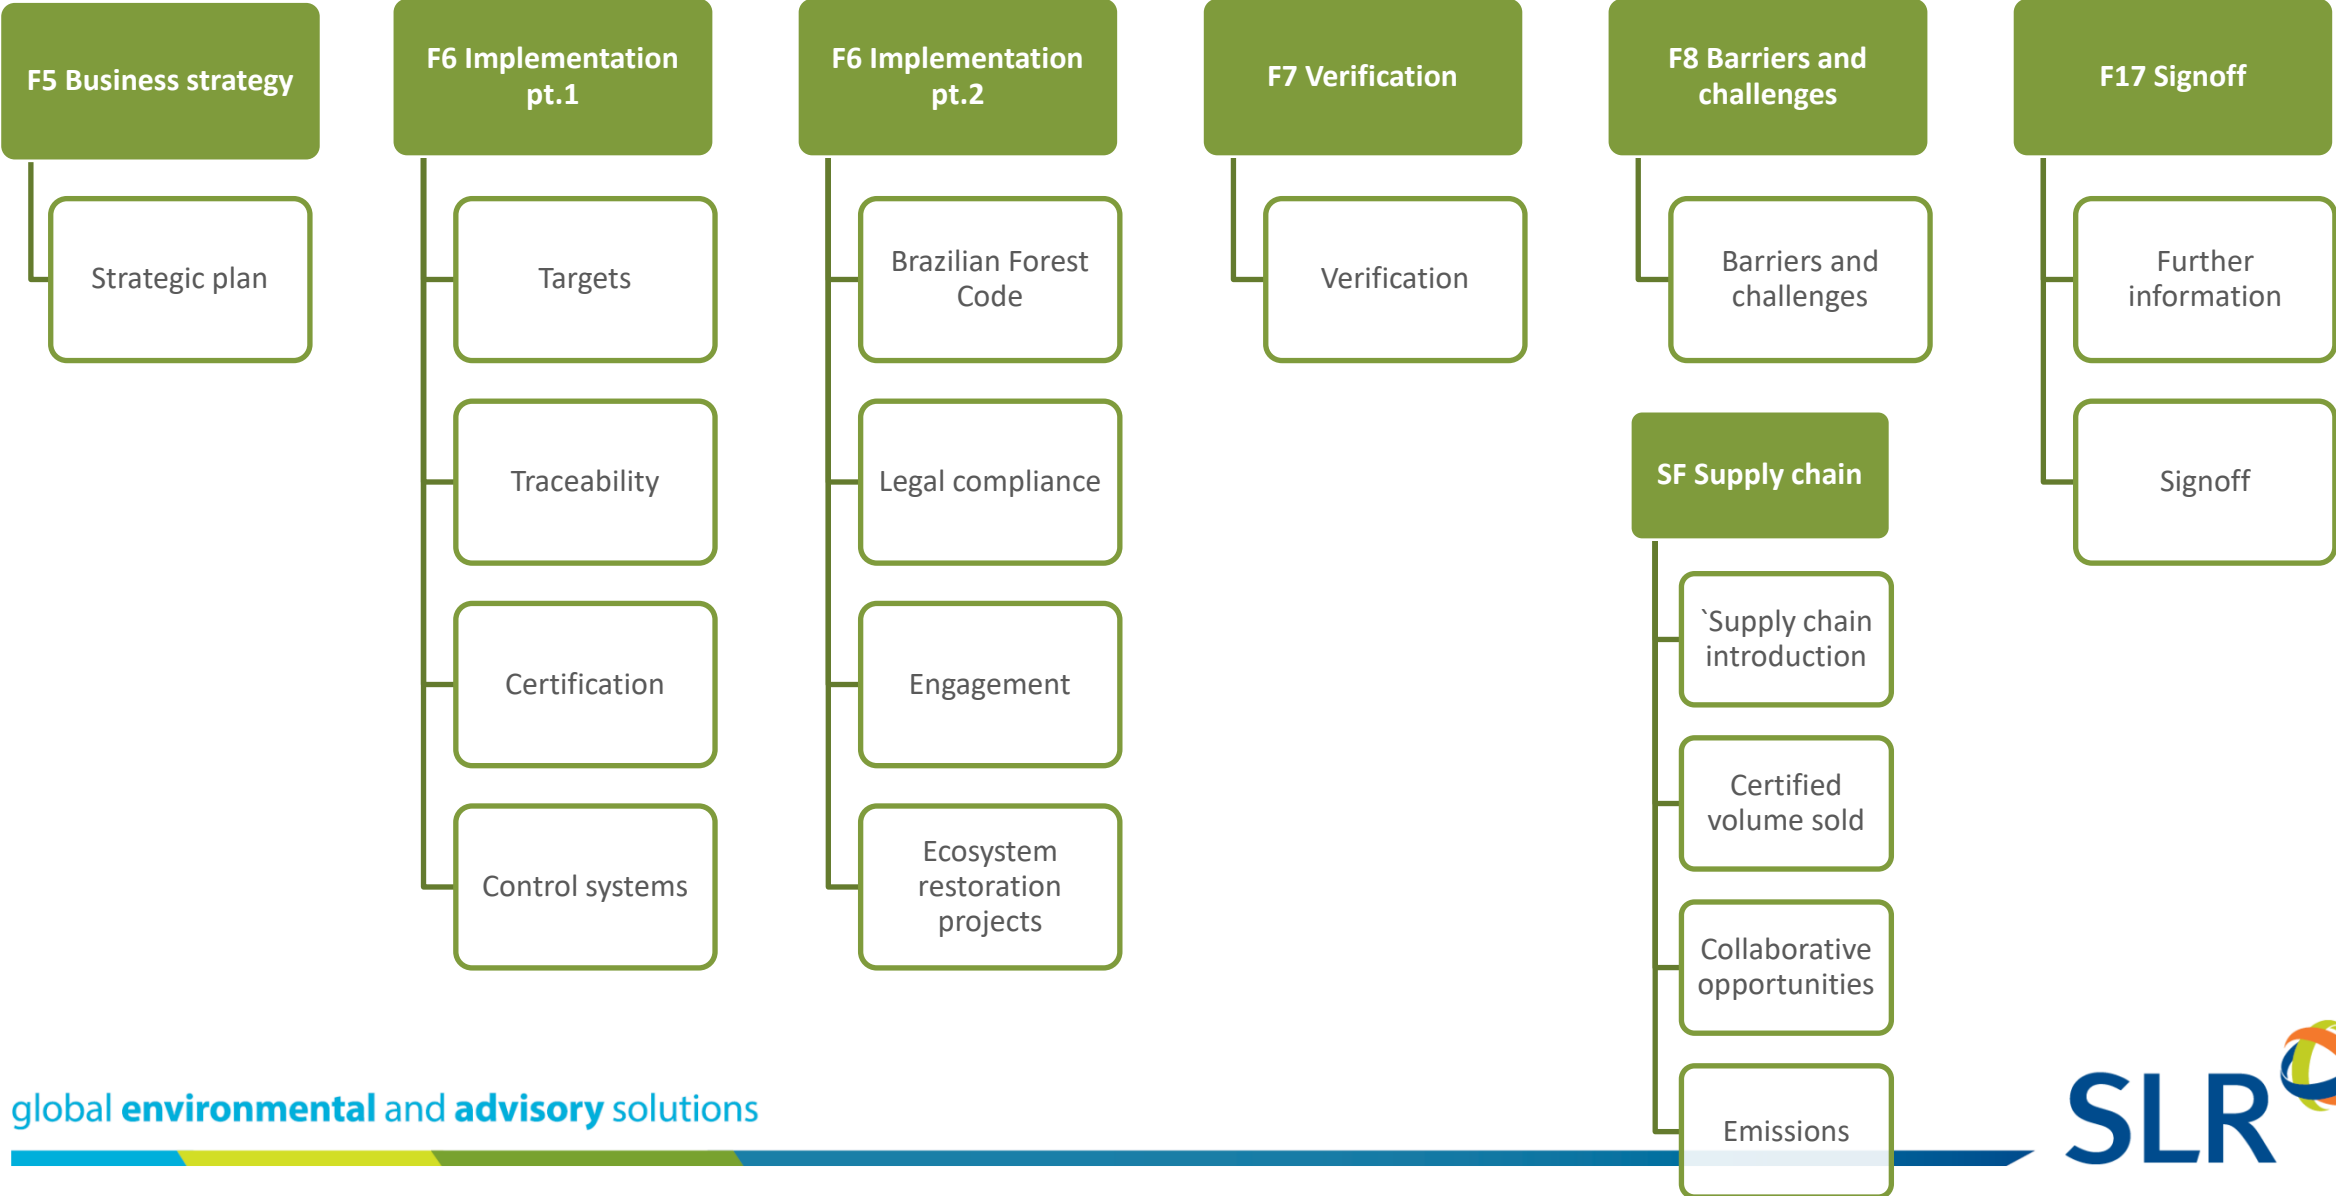 F5 Business strategy
Strategic plan
F6 Implementation
pt.1
Targets
Traceability
Certification
Control systems
F6 Implementation
pt.2
Brazilian Forest
Code
Legal compliance
Engagement
Ecosystem
restoration
projects
F7 Verification
Verification
F8 Barriers and
challenges
Barriers and
challenges
SF Supply chain
`Supply chain
introduction
Certified
volume sold
Collaborative
opportunities
Emissions
F17 Signoff
Further
information
Signoff
global environmental and advisory solutions
SLR